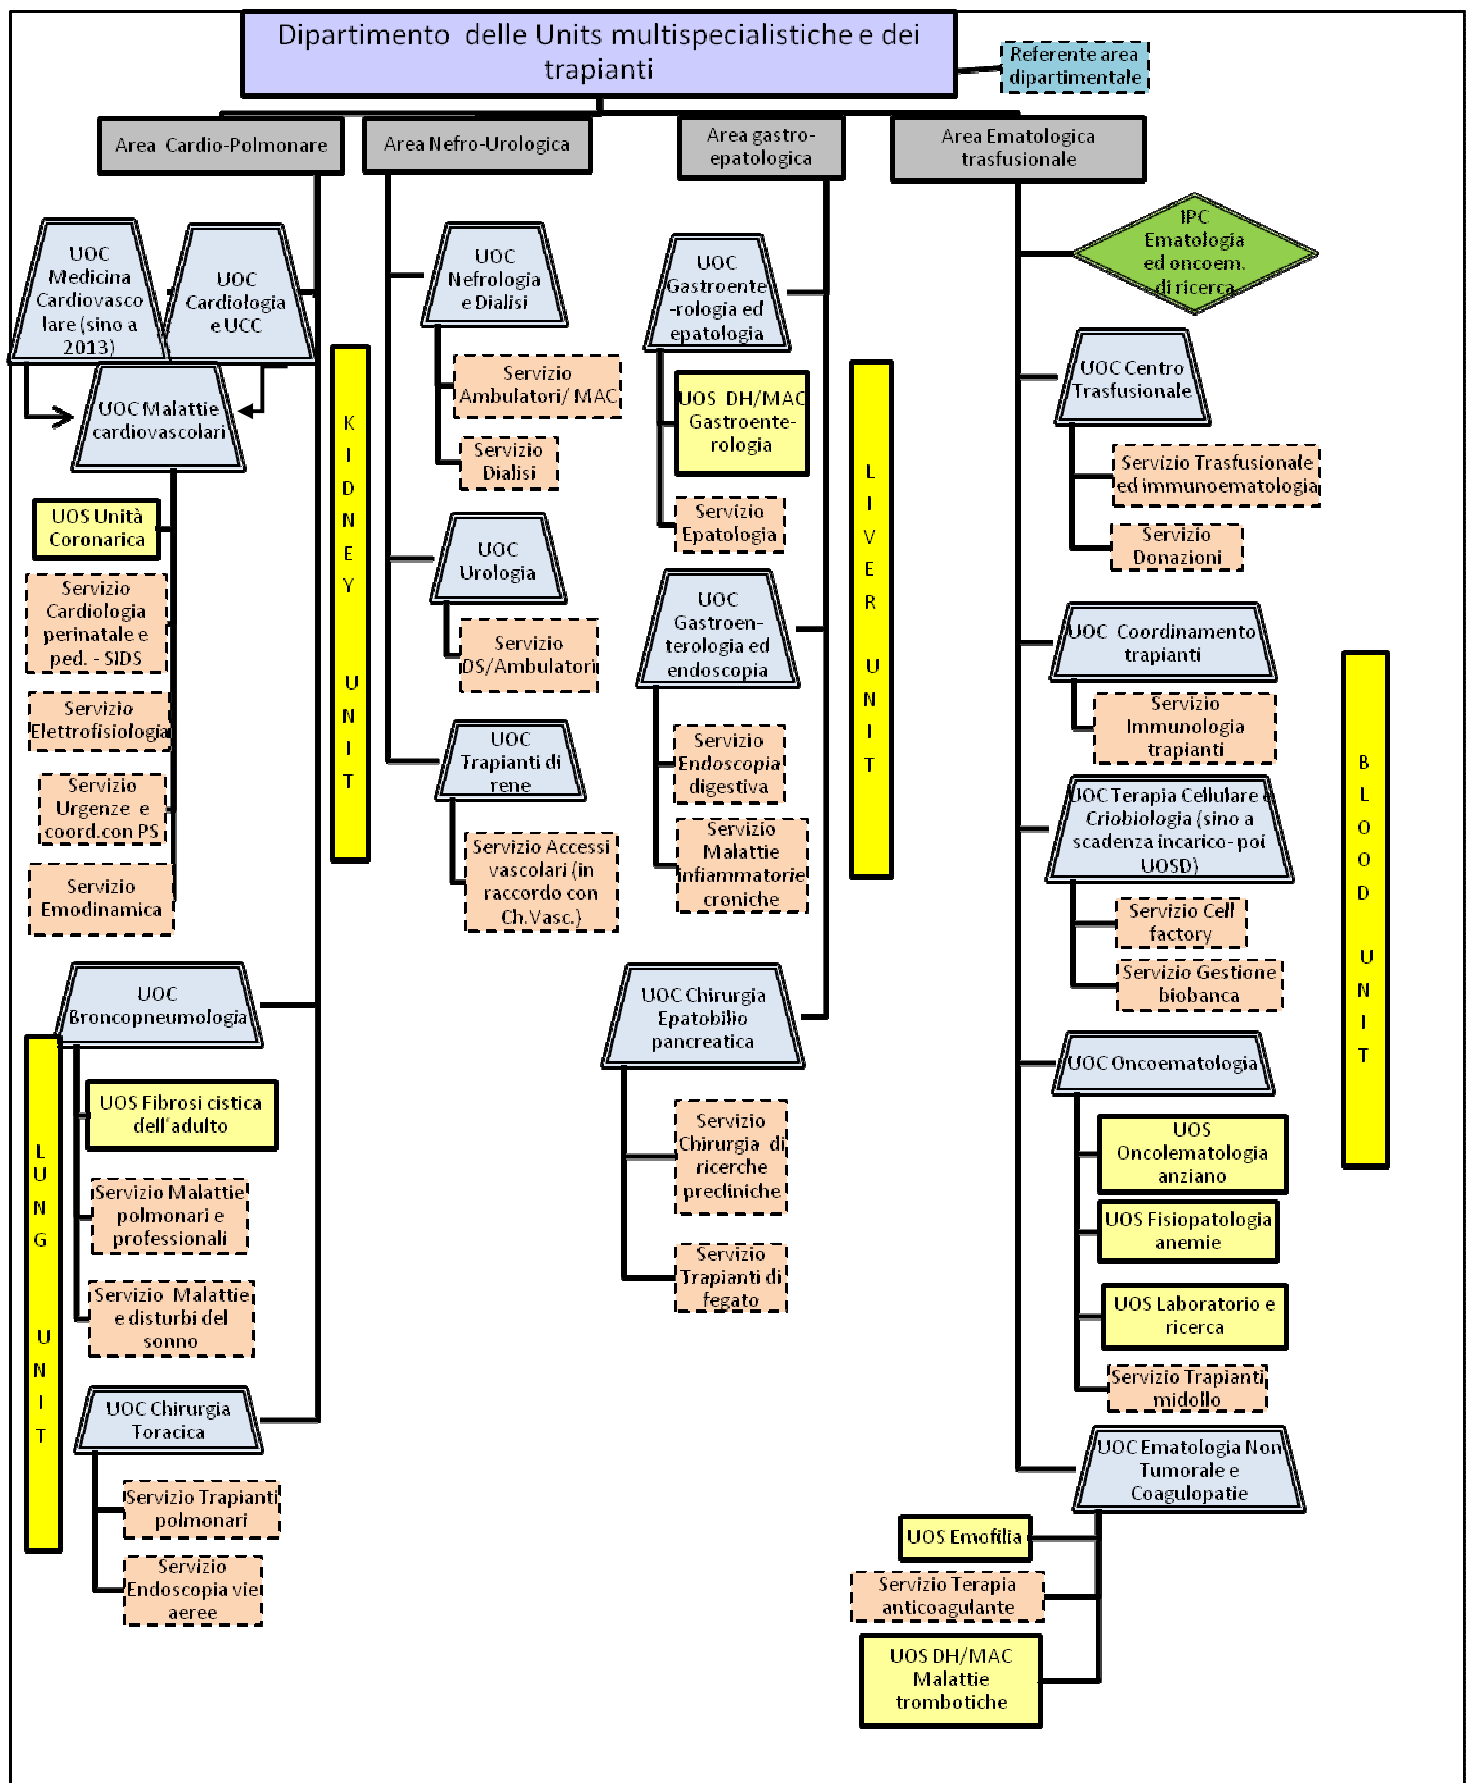 Dipartimento delle Units multispecialistiche e dei
trapianti
Referente area
dipartimentale
Area Cardio-Polmonare
UOC
Medicina
Cardiovasco
lare (sino a
2013)
UOC
Cardiologia
e UCC
UOC Malattie
cardiovascolari
UOS Unità
Coronarica
Servizio
Cardiologia
perinatale e
ped. - SIDS
Servizio
Elettrofisiologia
Servizio
Urgenze e
coord.con PS
Servizio
Emodinamica
UOC
Broncopneumologia
UOS Fibrosi cistica
dell'adulto
Servizio Malattie
polmonari e
professionali
Servizio Malattie
e disturbi del
sonno
UOC Chirurgia
Toracica
Servizio Trapianti
polmonari
Servizio
Endoscopia vie
aeree
LUNG UNIT
Area Nefro-Urologica
UOC
Nefrologia
e Dialisi
Servizio
Ambulatori/ MAC
Servizio
Dialisi
UOC
Urologia
Servizio
DS/Ambulatori
UOC
Trapianti di
rene
Servizio Accessi
vascolari (in
raccordo con
Ch.Vasc.)
KIDNEY UNIT
Area gastro-
epatologica
UOC
Gastroente
-rologia ed
epatologia
UOS DH/MAC
Gastroente-
rologia
Servizio
Epatologia
UOC
Gastroen-
terologia ed
endoscopia
Servizio
Endoscopia
digestiva
Servizio
Malattie
infiammatorie
croniche
UOC Chirurgia
Epatobilio
pancreatica
Servizio
Chirurgia di
ricerche
precliniche
Servizio
Trapianti di
fegato
LIVER UNIT
Area Ematologica
trasfusionale
IPC
Ematologia
ed oncoem.
di ricerca
UOC Centro
Trasfusionale
Servizio Trasfusionale
ed immunoematologia
Servizio
Donazioni
UOC Coordinamento
trapianti
Servizio
Immunologia
trapianti
UOC Terapia Cellulare e
Criobiologia (sino a
scadenza incarico- poi
UOSD)
Servizio Cell
factory
Servizio Gestione
biobanca
UOC Oncoematologia
UOS
Oncolematologia
anziano
UOS Fisiopatologia
anemie
UOS Laboratorio e
ricerca
Servizio Trapianti
midollo
UOC Ematologia Non
Tumorale e
Coagulopatie
UOS Emofilia
Servizio Terapia
anticoagulante
UOS DH/MAC
Malattie
trombotiche
BLOOD UNIT